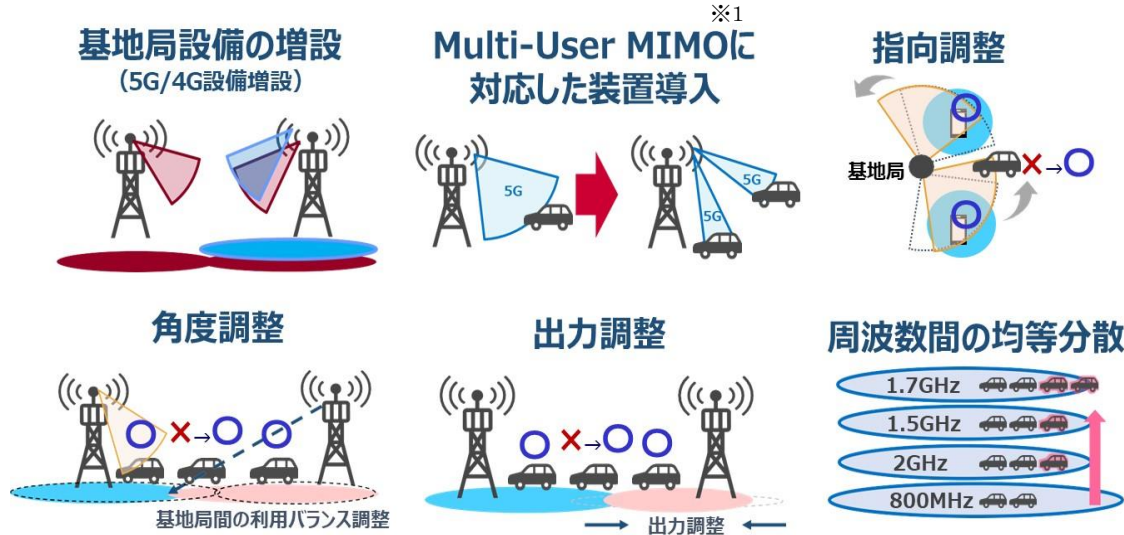 基地局設備の増設
（5G/4G設備増設）
※1
Multi-User MIMOに
対応した装置導入
5G
5G
5G
指向調整
基地局
×→○
角度調整
○ ×→○ ○
基地局間の利用バランス調整
出力調整
○ ×→○ ○
出力調整
周波数間の均等分散
1.7GHz
1.5GHz
2GHz
800MHz